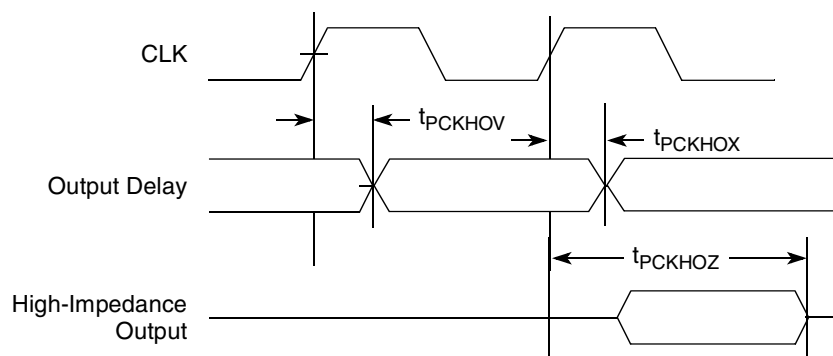 CLK
tPCKHOV
tPCKHOX
Output Delay
tPCKHOZ
High-Impedance
Output